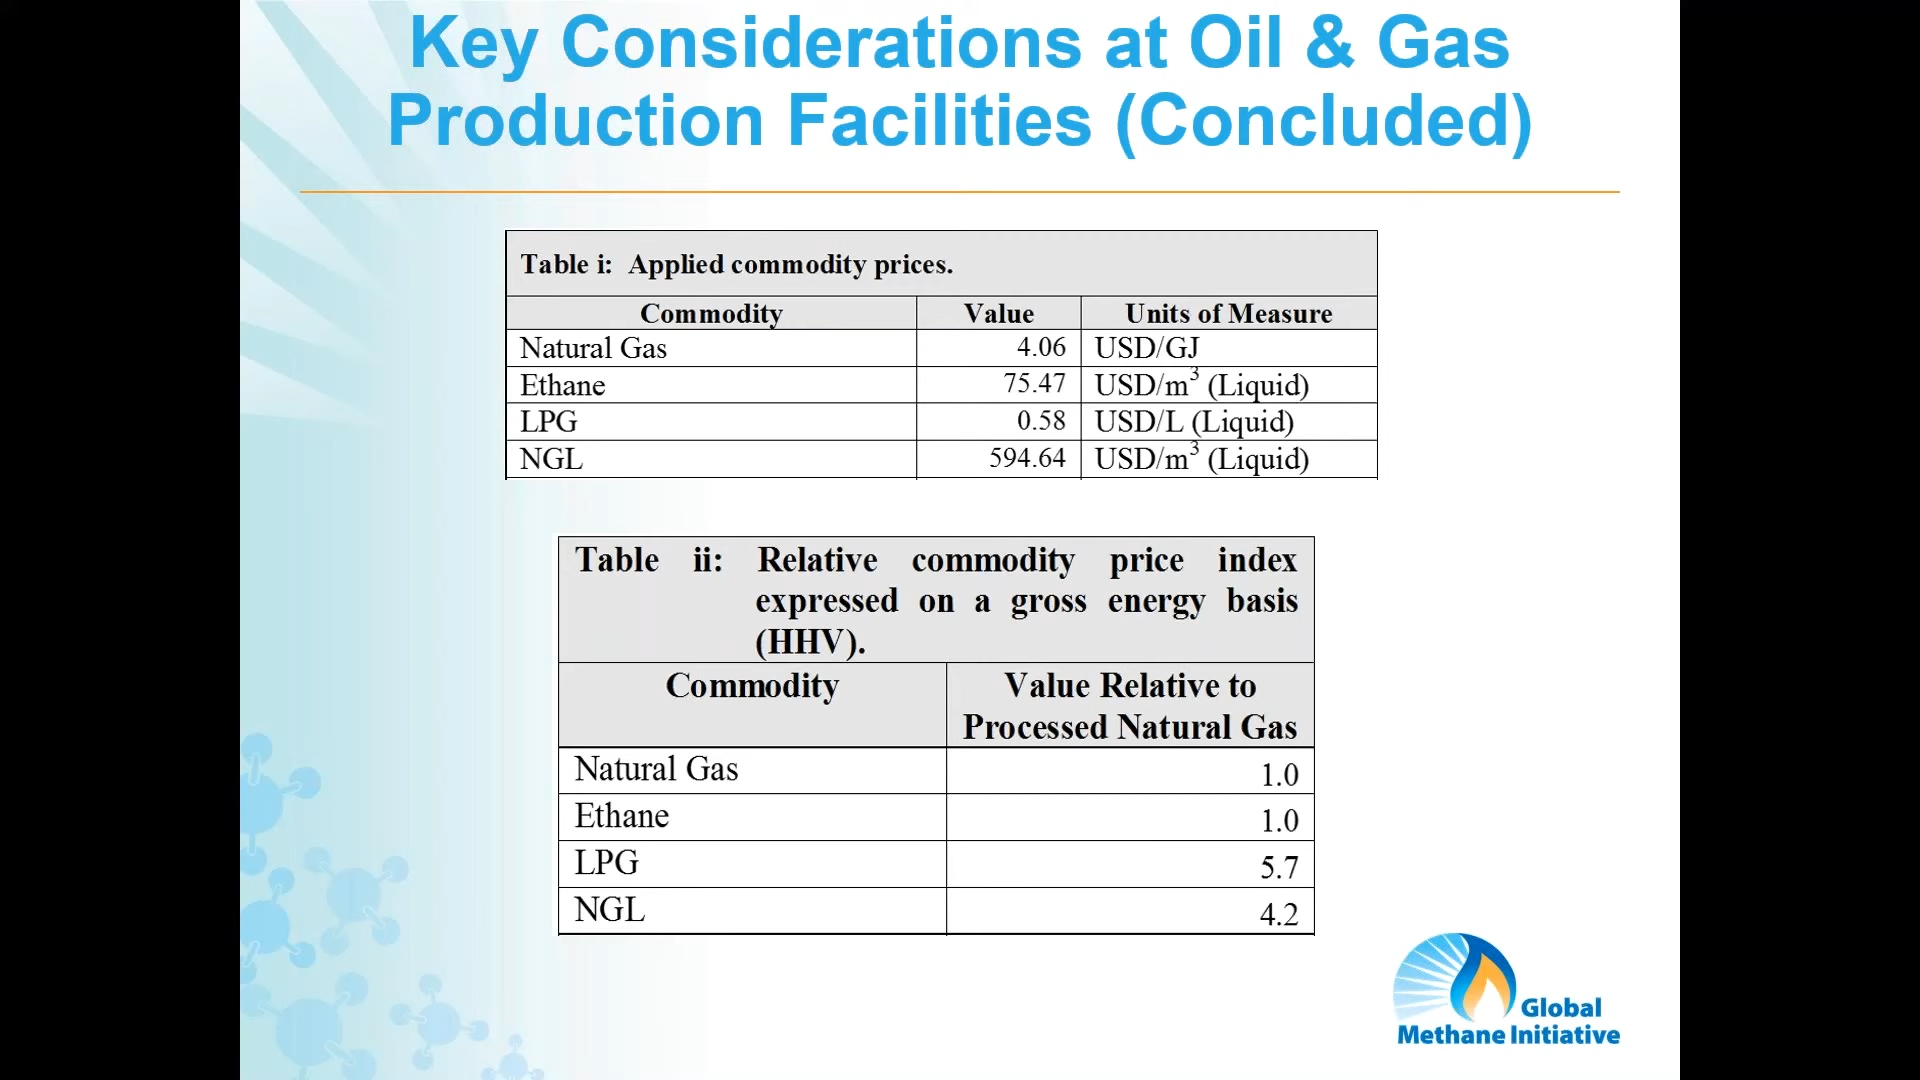 Key Considerations at Oil & Gas
Production Facilities (Concluded)
Table i: Applied commodity prices.
Commodity Value Units of Measure
Natural Gas 4.06 USD/GJ
Ethane 75.47 USD/m³ (Liquid)
LPG 0.58 USD/L (Liquid)
NGL 594.64 USD/m³ (Liquid)
Table ii: Relative commodity price index
expressed on a gross energy basis
(HHV).
Commodity Value Relative to
Processed Natural Gas
Natural Gas 1.0
Ethane 1.0
LPG 5.7
NGL 4.2
Global
Methane Initiative